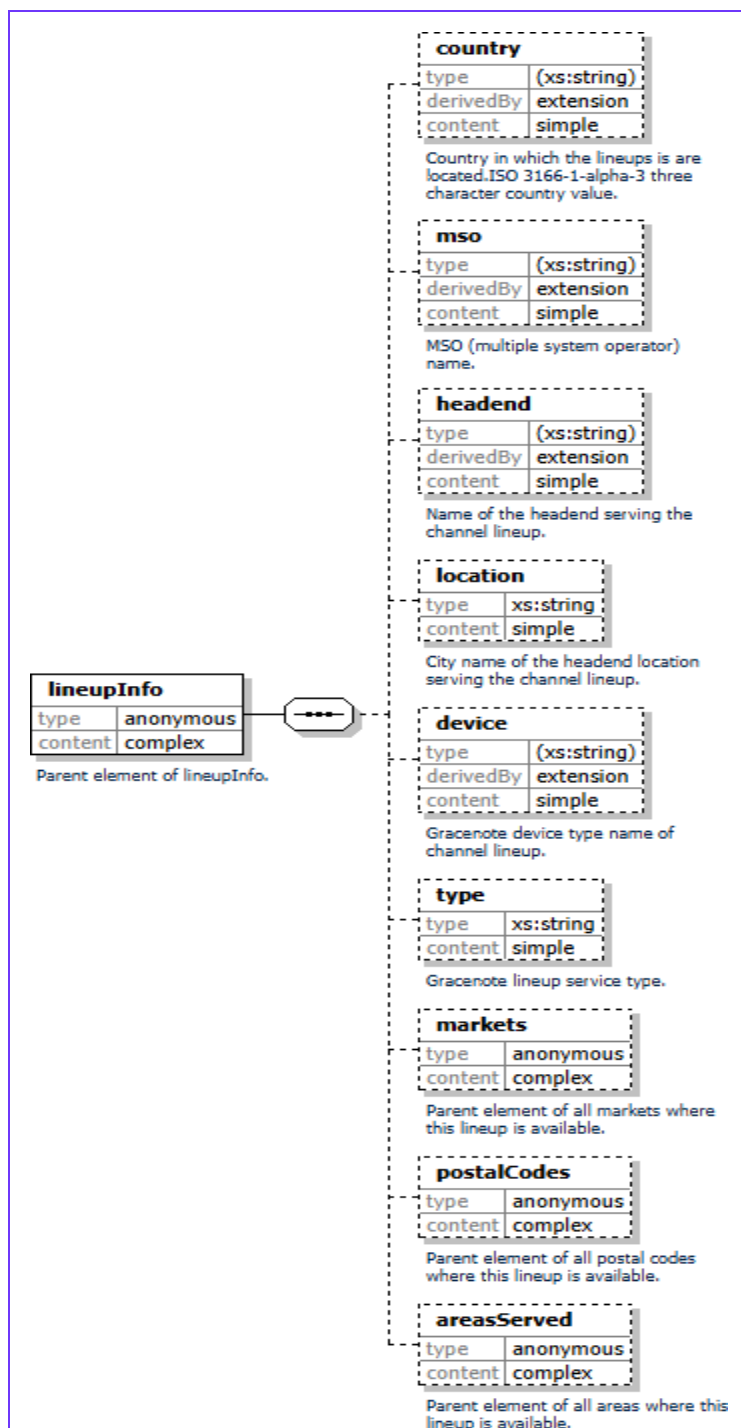 country
type (xs:string)
derivedBy extension
content simple
Country in which the lineups is are
located.ISO 3166-1-alpha-3 three
character country value.
mso
type (xs:string)
derivedBy extension
content simple
MSO (multiple system operator)
name.
headend
type (xs:string)
derivedBy extension
content simple
Name of the headend serving the
channel lineup.
location
type xs:string
content simple
City name of the headend location
serving the channel lineup.
lineupInfo
type anonymous
content complex
Parent element of lineupInfo.
device
type (xs:string)
derivedBy extension
content simple
Gracenote device type name of
channel lineup.
type
type xs:string
content simple
Gracenote lineup service type.
markets
type anonymous
content complex
Parent element of all markets where
this lineup is available.
postalCodes
type anonymous
content complex
Parent element of all postal codes
where this lineup is available.
areasServed
type anonymous
content complex
Parent element of all areas where this
lineup is available.